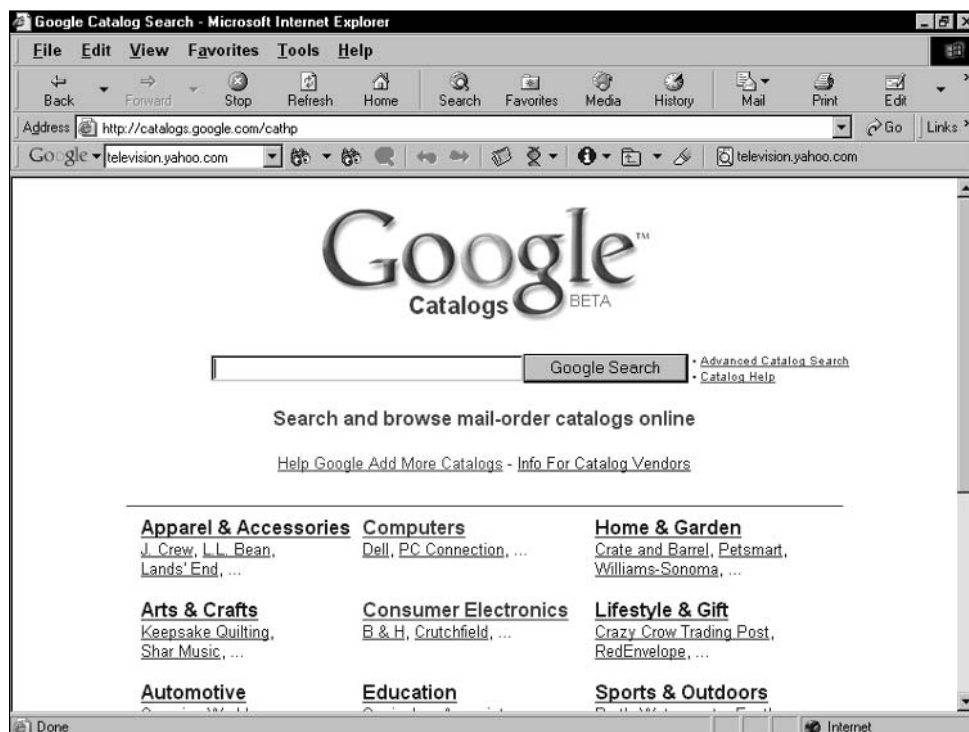 Google Catalog Search - Microsoft Internet Explorer
File Edit View Favorites Tools Help
Back Forward Stop Refresh Home Search Favorites Media History Mail Print Edit
Address http://catalogs.google.com/cathp Go Links
Google television.yahoo.com television.yahoo.com
Google™
Catalogs BETA
Google Search
• Advanced Catalog Search
• Catalog Help
Search and browse mail-order catalogs online
Help Google Add More Catalogs - Info For Catalog Vendors
Apparel & Accessories Computers Home & Garden
J. Crew, L.L. Bean, Dell, PC Connection, ... Crate and Barrel, Petsmart,
Lands' End, ... Williams-Sonoma, ...
Arts & Crafts Consumer Electronics Lifestyle & Gift
Keepsake Quilting, B & H, Crutchfield, ... Crazy Crow Trading Post,
Shar Music, ... RedEnvelope, ...
Automotive Education Sports & Outdoors
Done Internet